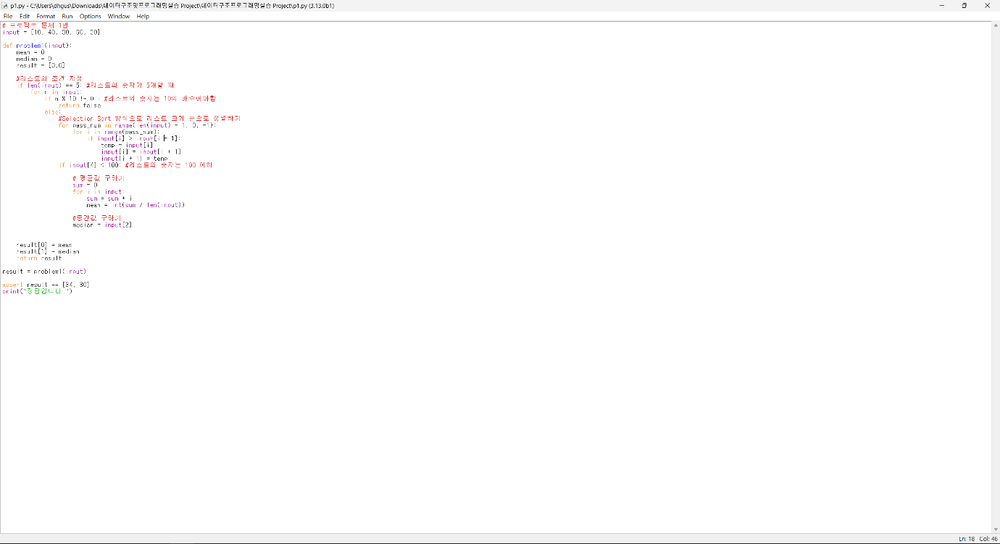 p1.py - C:\Users\dhgus\Downloads\데이터구조및프로그래밍실습 Project\데이터구조프로그래밍실습 Project\p1.py (3.13.0b1)
File Edit Format Run Options Window Help
# 프로젝트 문제 1번
input = [10, 40, 30, 60, 30]
def problem1(input):
mean = 0
median = 0
result = [0,0]
#리스트의 조건 지정
if len(input) == 5: #리스트의 숫자가 5개일 때
for n in input:
if n % 10 != 0 : #리스트의 숫자는 10의 배수여야함
return false
else:
#Selection Sort 방식으로 리스트 크기 순으로 정렬하기
for pass_num in range(len(input) - 1, 0, -1):
for i in range(pass_num):
if input[i] > input[i + 1]:
temp = input[i]
input[i] = input[i + 1]
input[i + 1] = temp
if input[4] < 100: #리스트의 숫자는 100 이하
# 평균값 구하기
sum = 0
for i in input:
sum = sum + i
mean = int(sum / len(input))
#중앙값 구하기
median = input[2]
result[0] = mean
result[1] = median
return result
result = problem1(input)
assert result == [34, 30]
print("정답입니다.")
Ln: 18 Col: 46